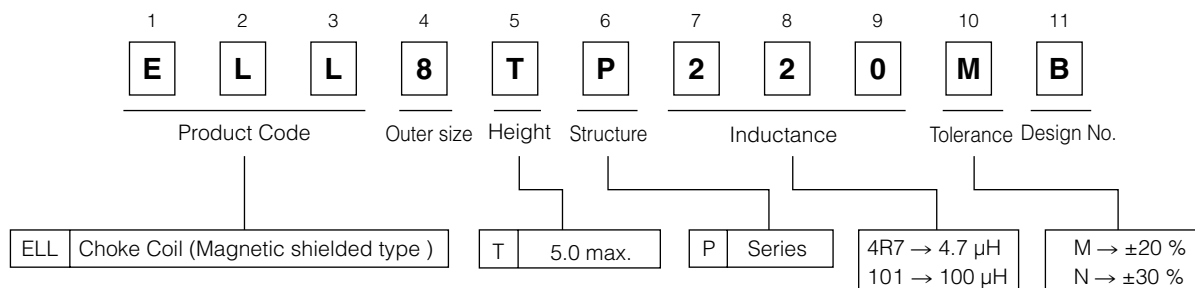 1 2 3 4 5 6 7 8 9 10 11
E L L 8 T P 2 2 0 M B
Product Code Outer size Height Structure Inductance Tolerance Design No.
ELL Choke Coil (Magnetic shielded type ) T 5.0 max. P Series
4R7 → 4.7 µH
101 → 100 µH
M → ±20 %
N → ±30 %